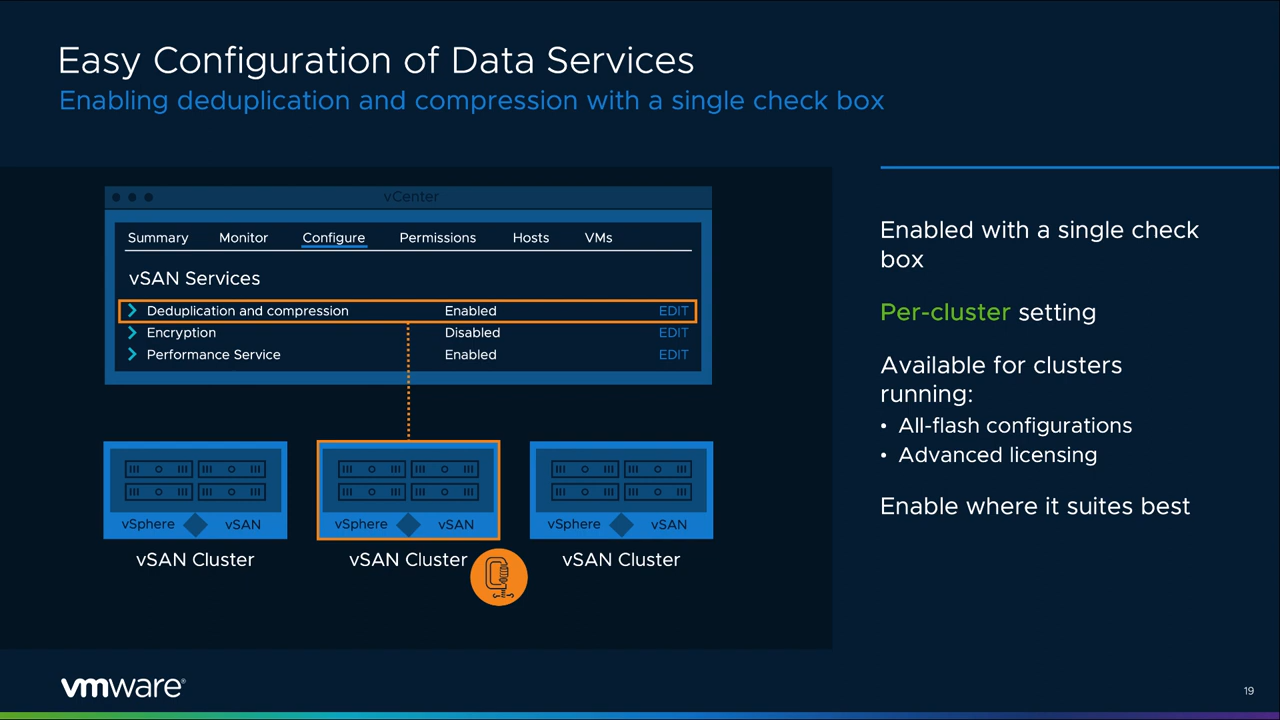 Easy Configuration of Data Services
Enabling deduplication and compression with a single check box
vCenter
Summary Monitor Configure Permissions Hosts VMs
vSAN Services
Deduplication and compression Enabled EDIT
Encryption Disabled EDIT
Performance Service Enabled EDIT
vSphere vSAN vSphere vSAN vSphere vSAN
vSAN Cluster vSAN Cluster vSAN Cluster
Enabled with a single check
box
Per-cluster setting
Available for clusters
running:
• All-flash configurations
• Advanced licensing
Enable where it suites best
vmware®
19